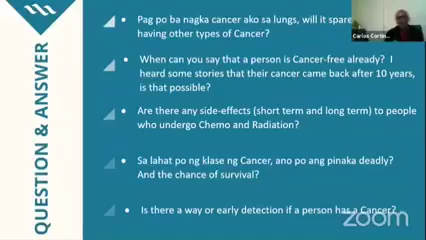 QUESTION & ANSWER
Pag po ba nagka cancer ako sa lungs, will it spare
having other types of Cancer?
When can you say that a person is Cancer-free already? I
heard some stories that their cancer came back after 10 years,
is that possible?
Are there any side-effects (short term and long term) to people
who undergo Chemo and Radiation?
Sa lahat po ng klase ng Cancer, ano po ang pinaka deadly?
And the chance of survival?
Is there a way or early detection if a person has a Cancer?
Carlos
zoom